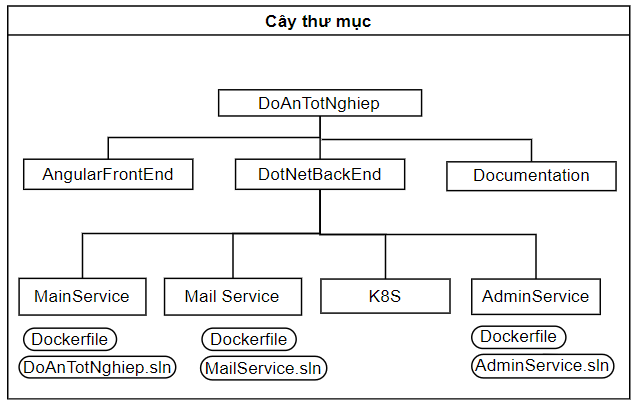 Cây thư mục
DoAnTotNghiep
AngularFrontEnd
DotNetBackEnd
Documentation
MainService
Mail Service
K8S
AdminService
Dockerfile
Dockerfile
Dockerfile
DoAnTotNghiep.sln
MailService.sln
AdminService.sln